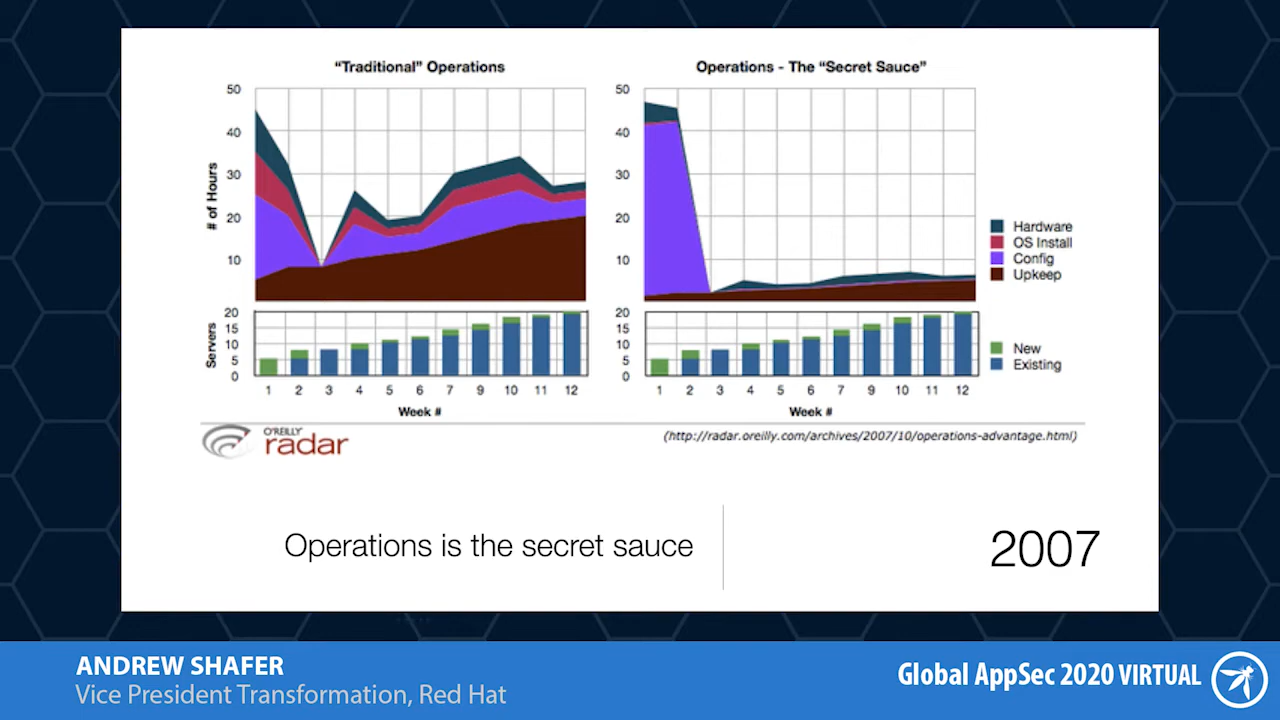 "Traditional" Operations
50
40
30
20
10
# of Hours
20
15
10
5
0
Servers
1 2 3 4 5 6 7 9 10 11 12
Week #
Operations - The "Secret Sauce"
50
40
30
20
10
20
15
10
5
0
1 2 3 4 5 6 7 9 10 11 12
Week #
Hardware
OS Install
Config
Upkeep
New
Existing
O'REILLY
radar
(http://radar.oreilly.com/archives/2007/10/operations-advantage.html)
Operations is the secret sauce
2007
ANDREW SHAFER
Vice President Transformation, Red Hat
Global AppSec 2020 VIRTUAL